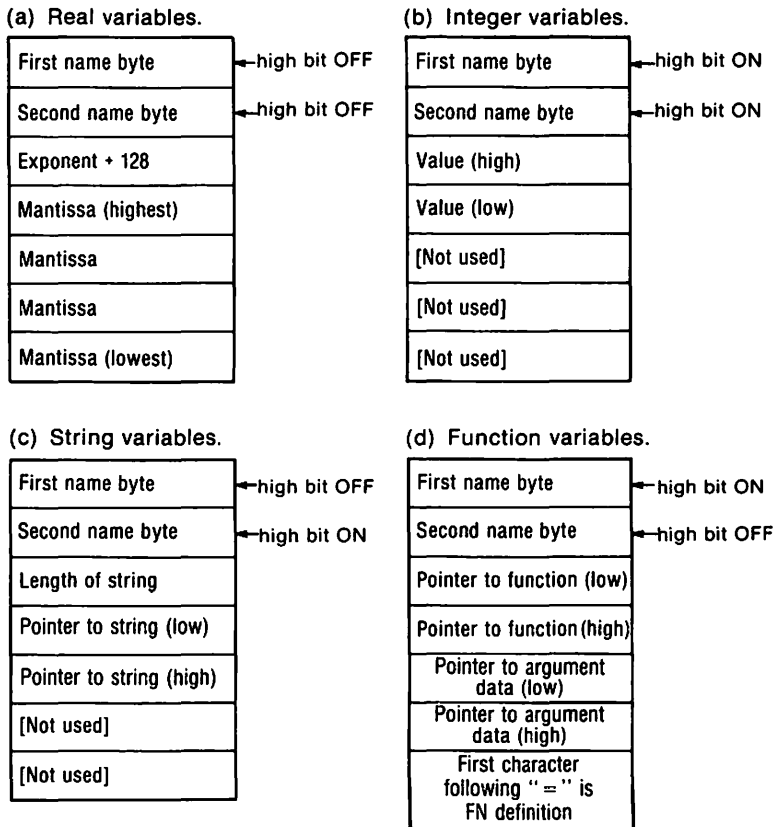 (a) Real variables.
First name byte
high bit OFF
Second name byte
high bit OFF
Exponent + 128
Mantissa (highest)
Mantissa
Mantissa
Mantissa (lowest)
(b) Integer variables.
First name byte
high bit ON
Second name byte
high bit ON
Value (high)
Value (low)
[Not used]
[Not used]
[Not used]
(c) String variables.
First name byte
high bit OFF
Second name byte
high bit ON
Length of string
Pointer to string (low)
Pointer to string (high)
[Not used]
[Not used]
(d) Function variables.
First name byte
high bit ON
Second name byte
high bit OFF
Pointer to function (low)
Pointer to function (high)
Pointer to argument
data (low)
Pointer to argument
data (high)
First character
following " = " is
FN definition